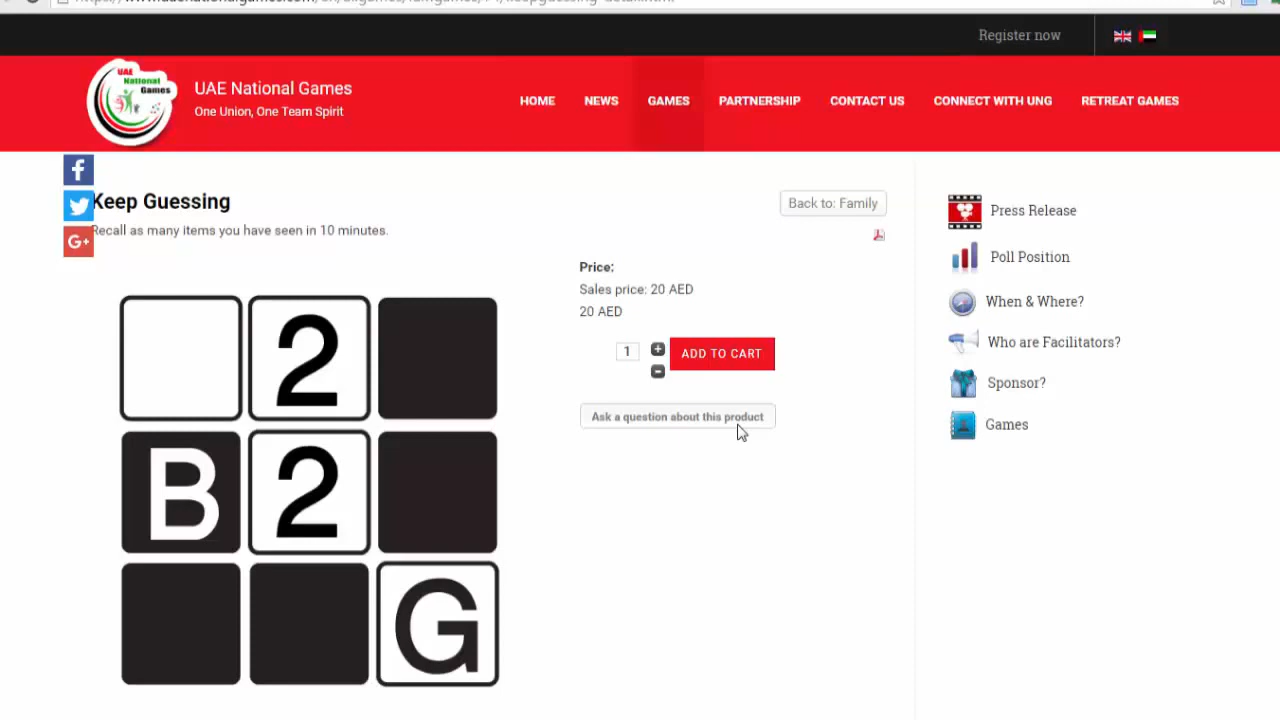 Register now
UAE National Games
UAE National Games
One Union, One Team Spirit
HOME NEWS GAMES PARTNERSHIP CONTACT US CONNECT WITH UNG RETREAT GAMES
f
G+
Keep Guessing
Back to: Family
Recall as many items you have seen in 10 minutes.
Price:
Sales price: 20 AED
20 AED
1 + ADD TO CART
-
Ask a question about this product
2
B 2
G
Press Release
Poll Position
When & Where?
Who are Facilitators?
Sponsor?
Games